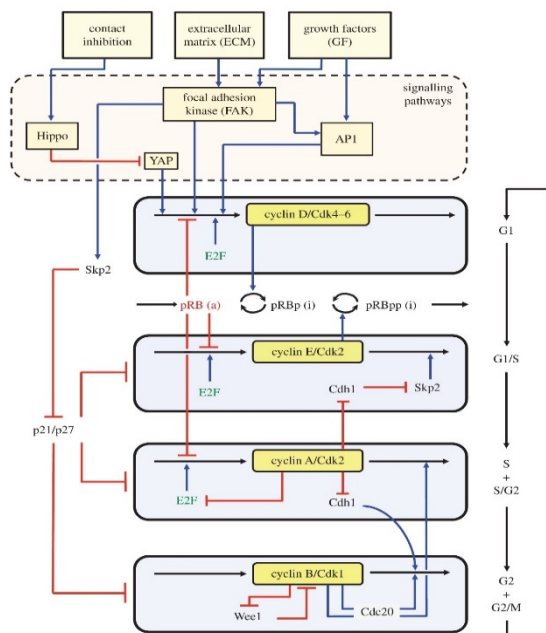 contact
inhibition
extracellular
matrix (ECM)
growth factors
(GF)
signalling
pathways
focal adhesion
kinase (FAK)
Hippo
AP1
YAP
cyclin D/Cdk4–6
G1
E2F
Skp2
pRB (a)
pRBp (i)
pRBpp (i)
cyclin E/Cdk2
G1/S
E2F
Cdh1
Skp2
p21/p27
cyclin A/Cdk2
S
+
S/G2
E2F
Cdh1
cyclin B/Cdk1
G2
+
G2/M
Wee1
Cdc20